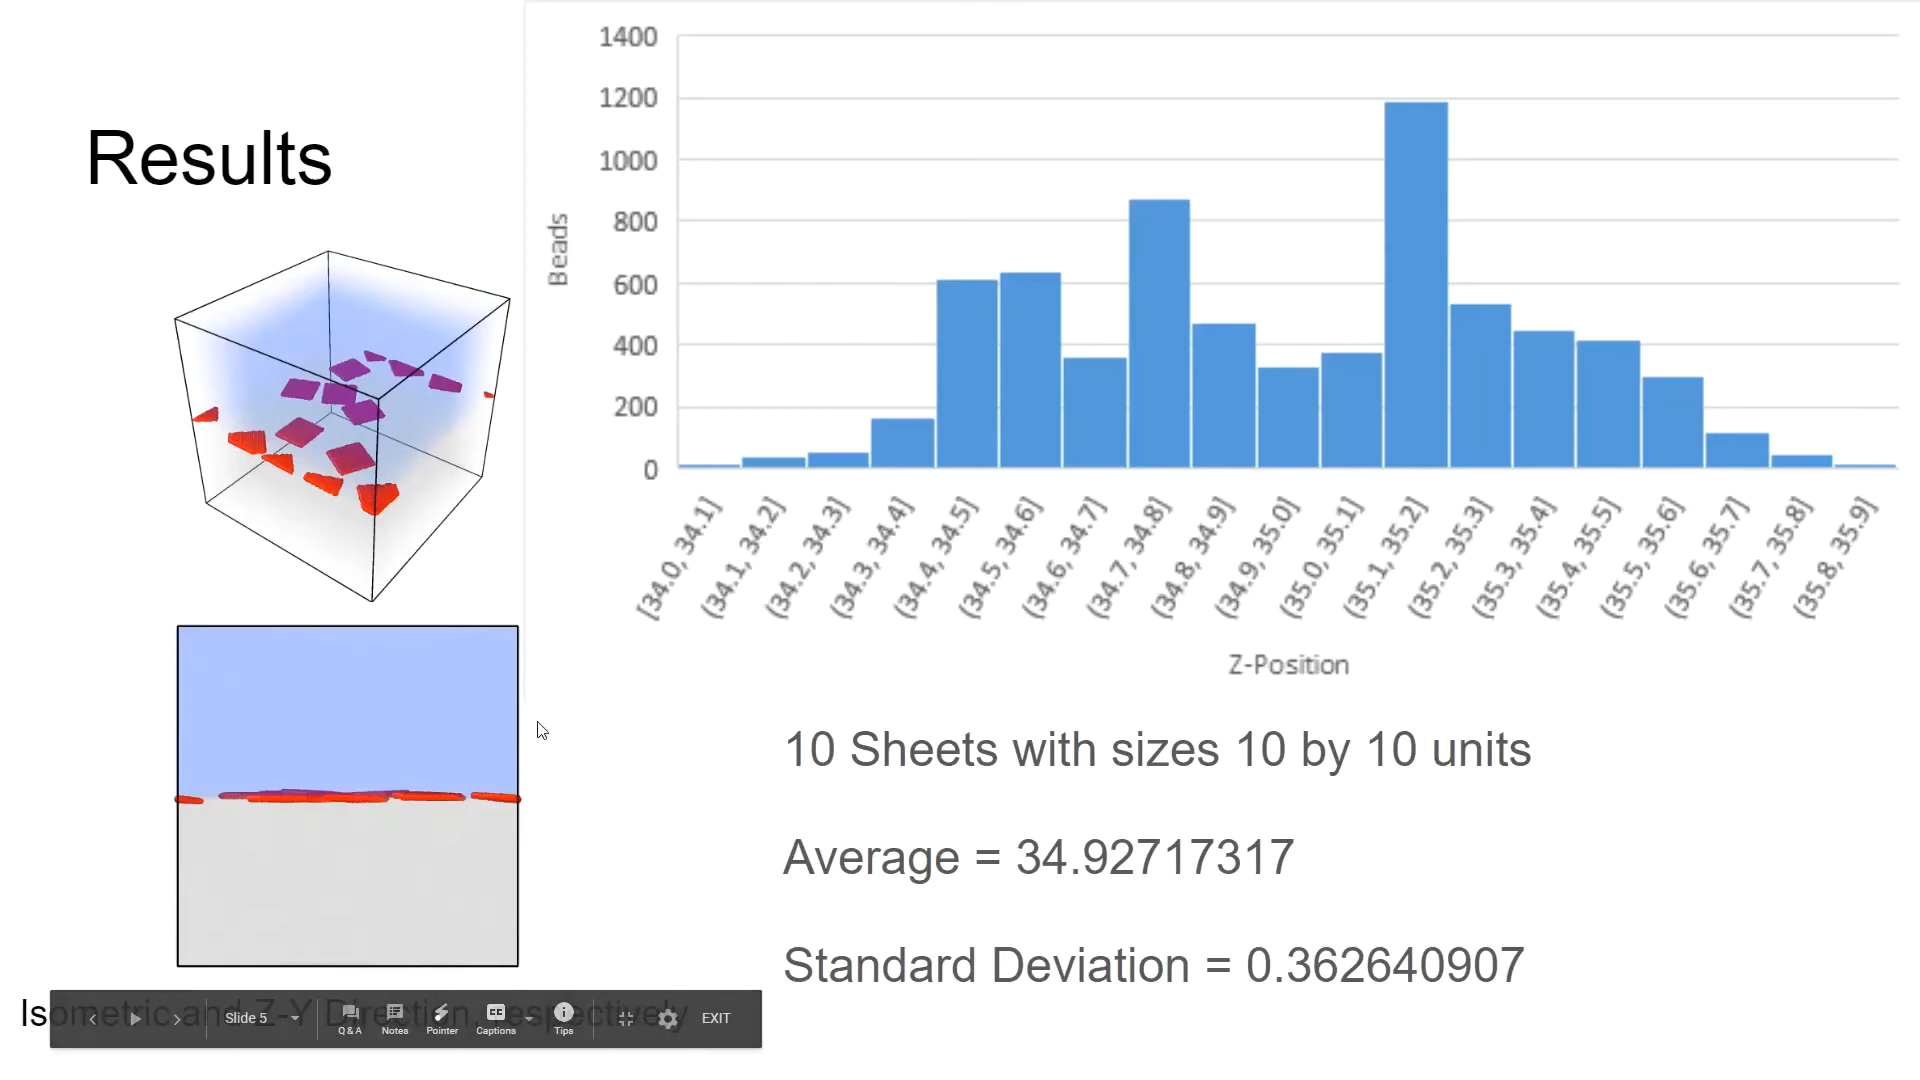 Results
1400
1200
1000
800
600
400
200
0
Beads
[34.0, 34.1]
(34.1, 34.2]
(34.2, 34.3]
(34.3, 34.4]
(34.4, 34.5]
(34.5, 34.6]
(34.6, 34.7]
(34.7, 34.8]
(34.8, 34.9]
(34.9, 35.0]
(35.0, 35.1]
(35.1, 35.2]
(35.2, 35.3]
(35.3, 35.4]
(35.4, 35.5]
(35.5, 35.6]
(35.6, 35.7]
(35.7, 35.8]
(35.8, 35.9]
Z-Position
10 Sheets with sizes 10 by 10 units
Average = 34.92717317
Standard Deviation = 0.362640907
Isometric and Z-Y Direction, respectively
Slide 5
Q & A
Notes
Pointer
CC
Captions
Tips
EXIT